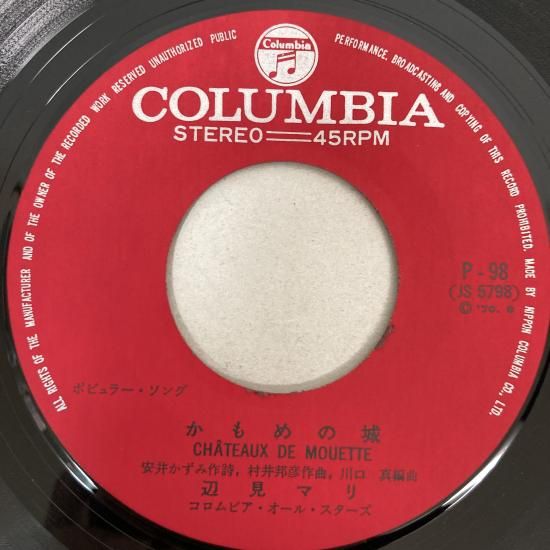 ALL RIGHTS OF THE MANUFACTURER AND OF THE OWNER OF THE RECORDED WORK RESERVED UNAUTHORIZED PUBLIC PERFORMANCE, BROADCASTING AND COPYING OF THIS RECORD PROHIBITED. MADE BY NIPPON COLUMBIA CO., LTD.
Columbia
COLUMBIA
STEREO 45RPM
P-98
(JS 5798)
Ⓒ '70. 6
ポピュラー・ソング
かもめの城
CHÂTEAUX DE MOUETTE
安井かずみ作詩, 村井邦彦作曲, 川口 真編曲
辺見マリ
コロムビア・オール・スターズ